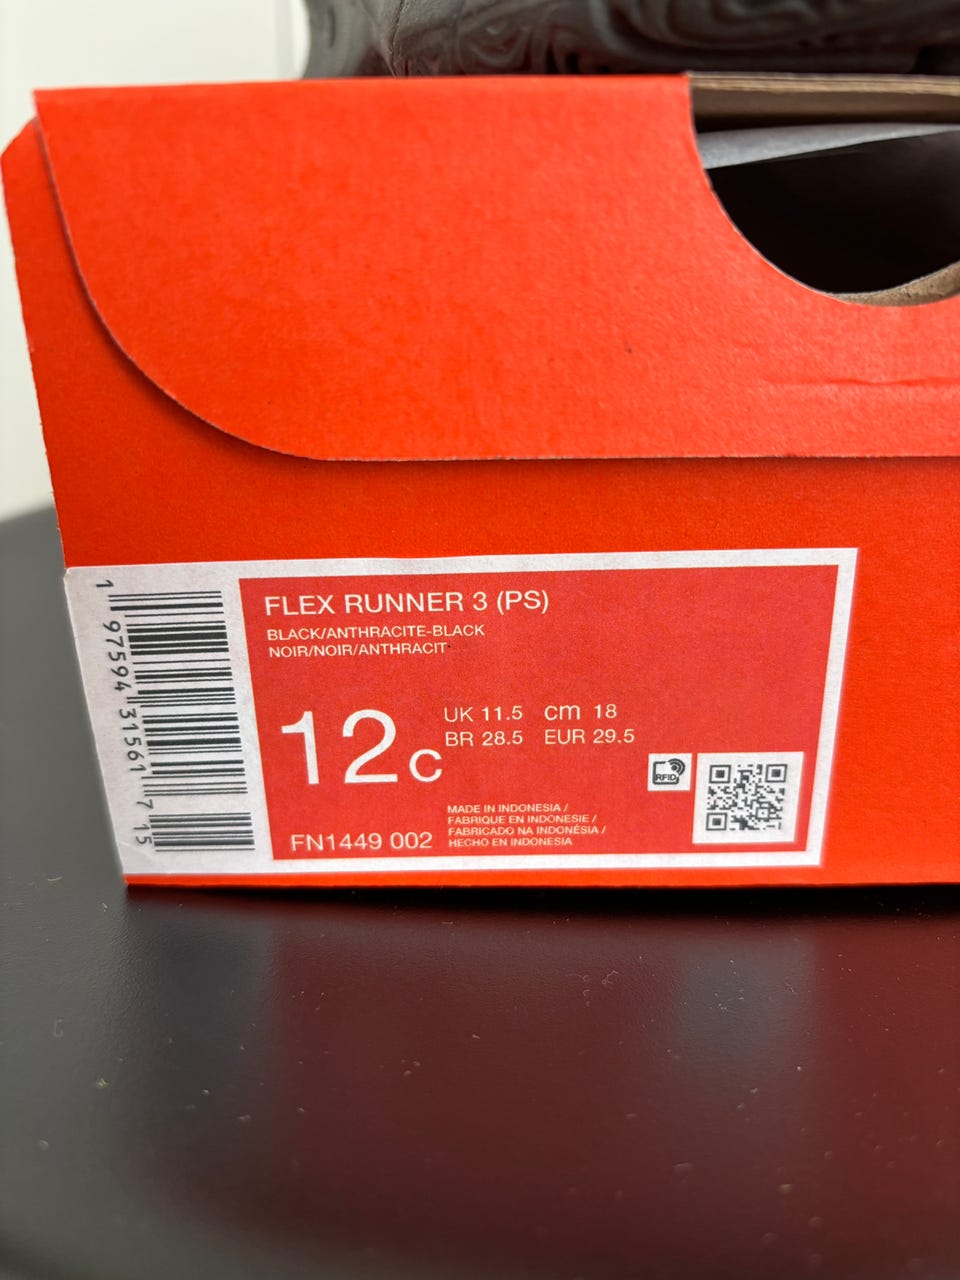 1 97594 31561 7 15
FLEX RUNNER 3 (PS)
BLACK/ANTHRACITE-BLACK
NOIR/NOIR/ANTHRACIT
12c
UK 11.5 cm 18
BR 28.5 EUR 29.5
RFID
FN1449 002
MADE IN INDONESIA /
FABRIQUE EN INDONESIE /
FABRICADO NA INDONÉSIA /
HECHO EN INDONESIA